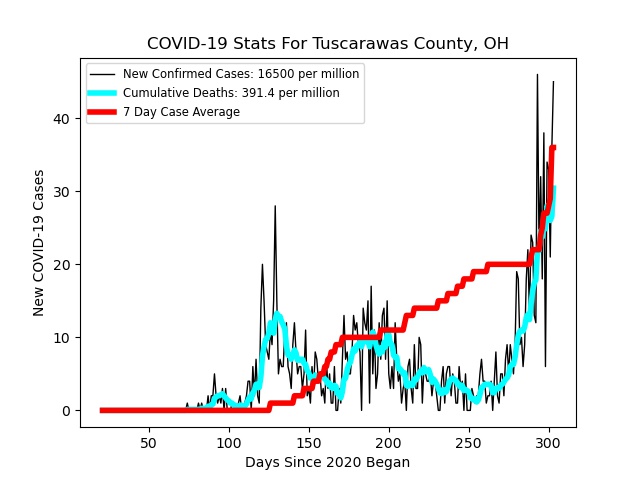 COVID-19 Stats For Tuscarawas County, OH
New Confirmed Cases: 16500 per million
Cumulative Deaths: 391.4 per million
7 Day Case Average
New COVID-19 Cases
40
30
20
10
0
50 100 150 200 250 300
Days Since 2020 Began